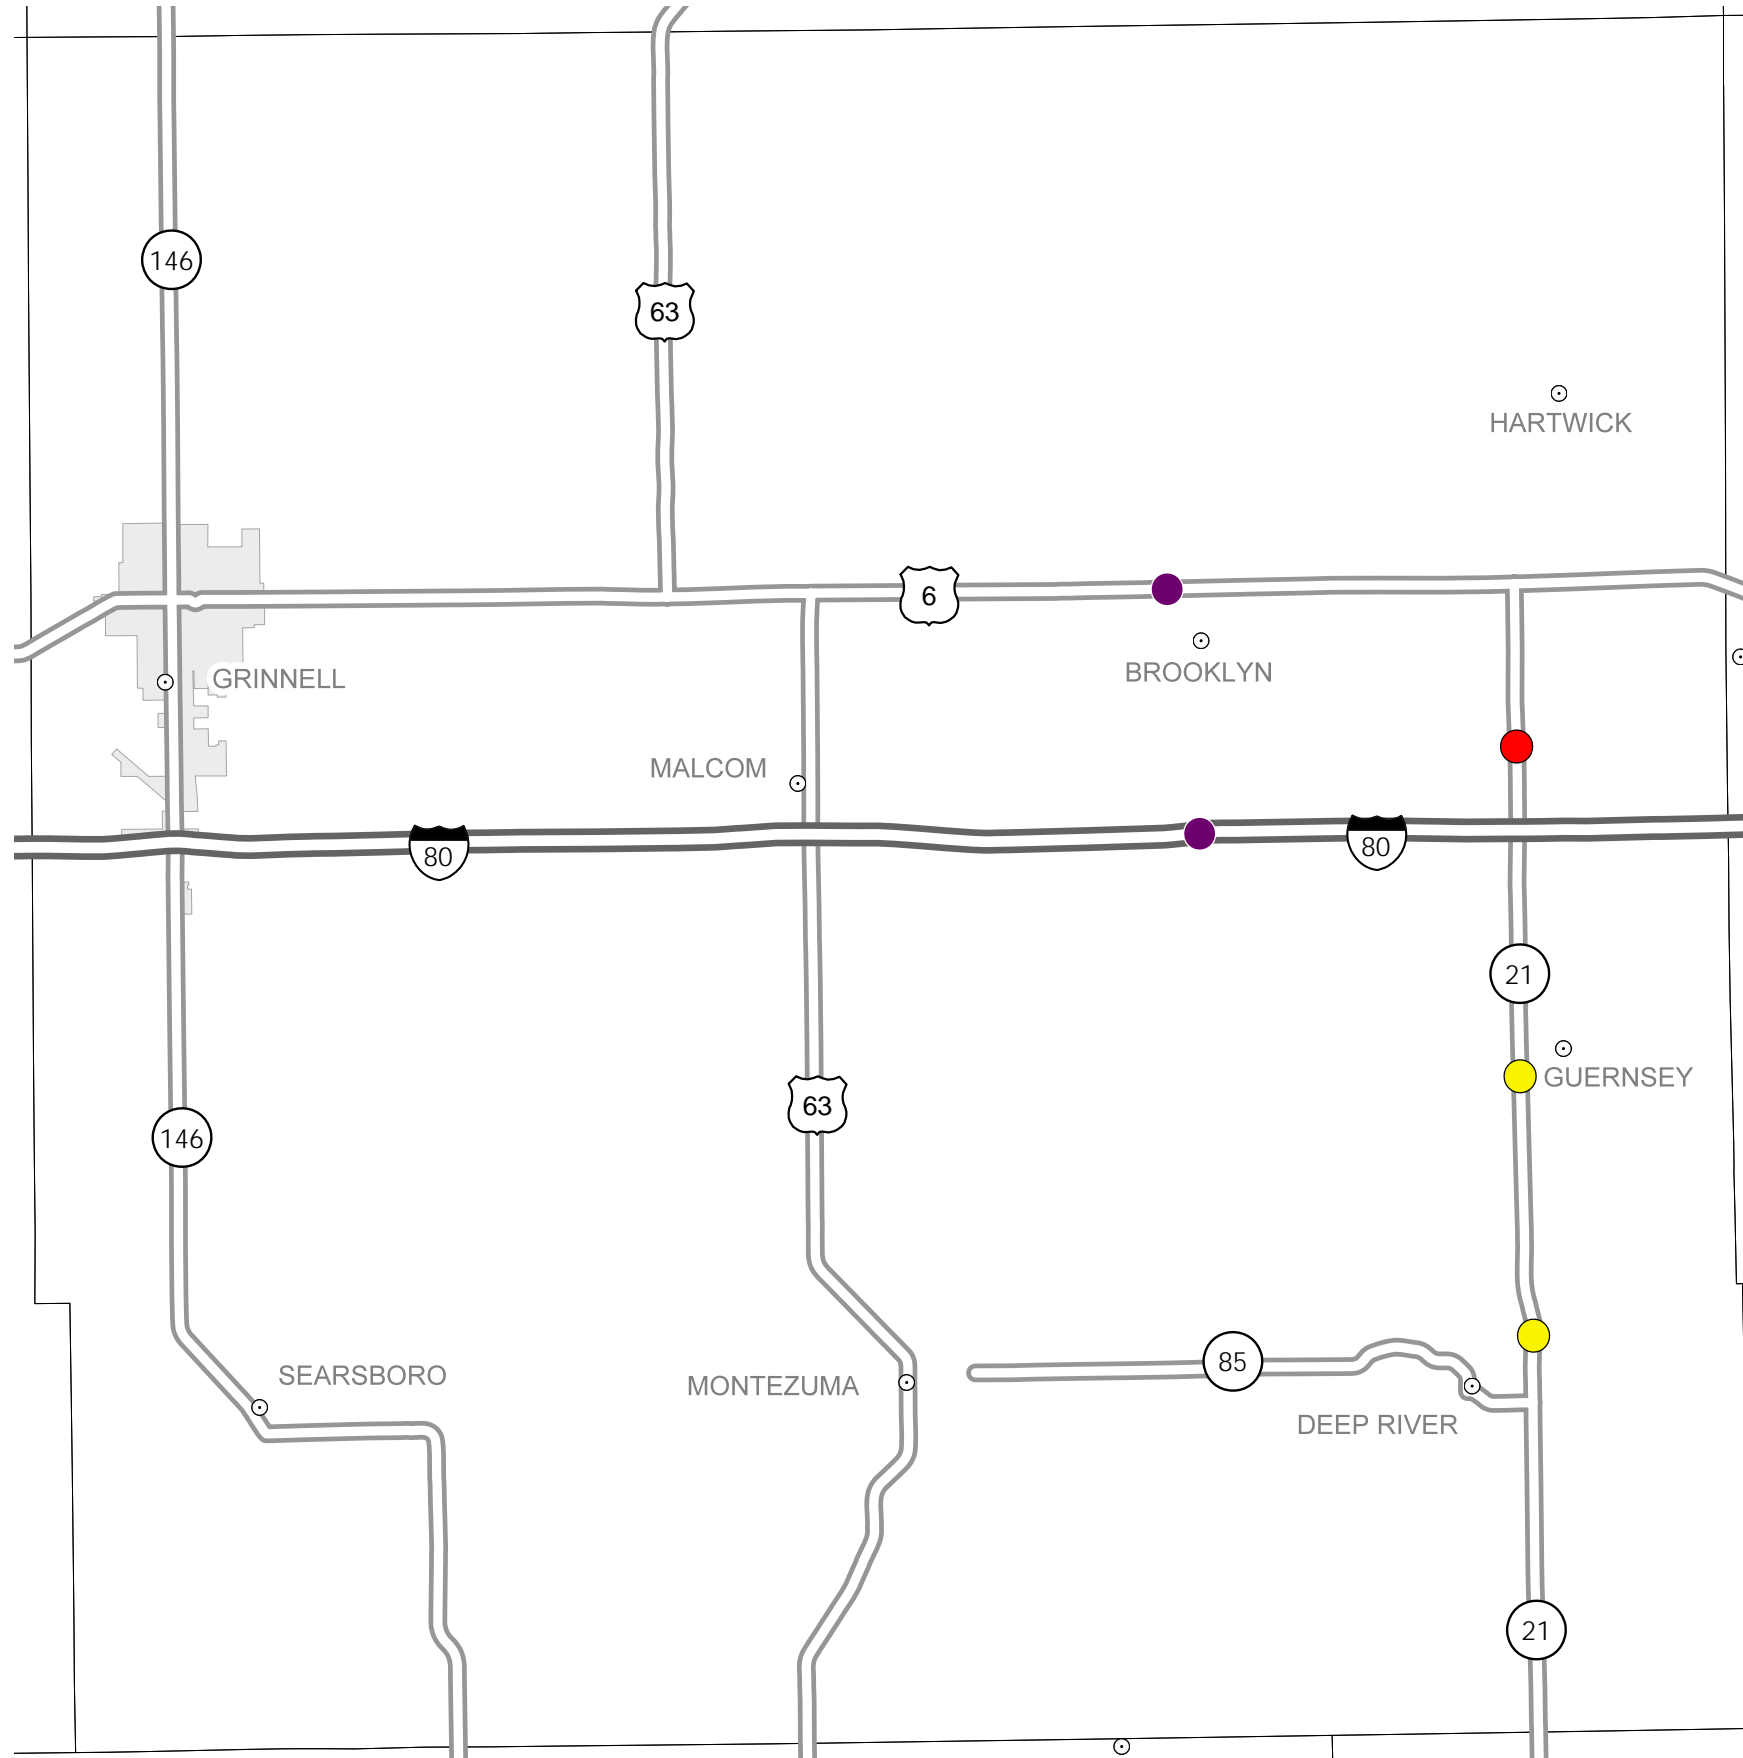 146
63
HARTWICK
6
BROOKLYN
GRINNELL
MALCOM
80
80
21
GUERNSEY
63
146
85
SEARSBORO
MONTEZUMA
DEEP RIVER
21